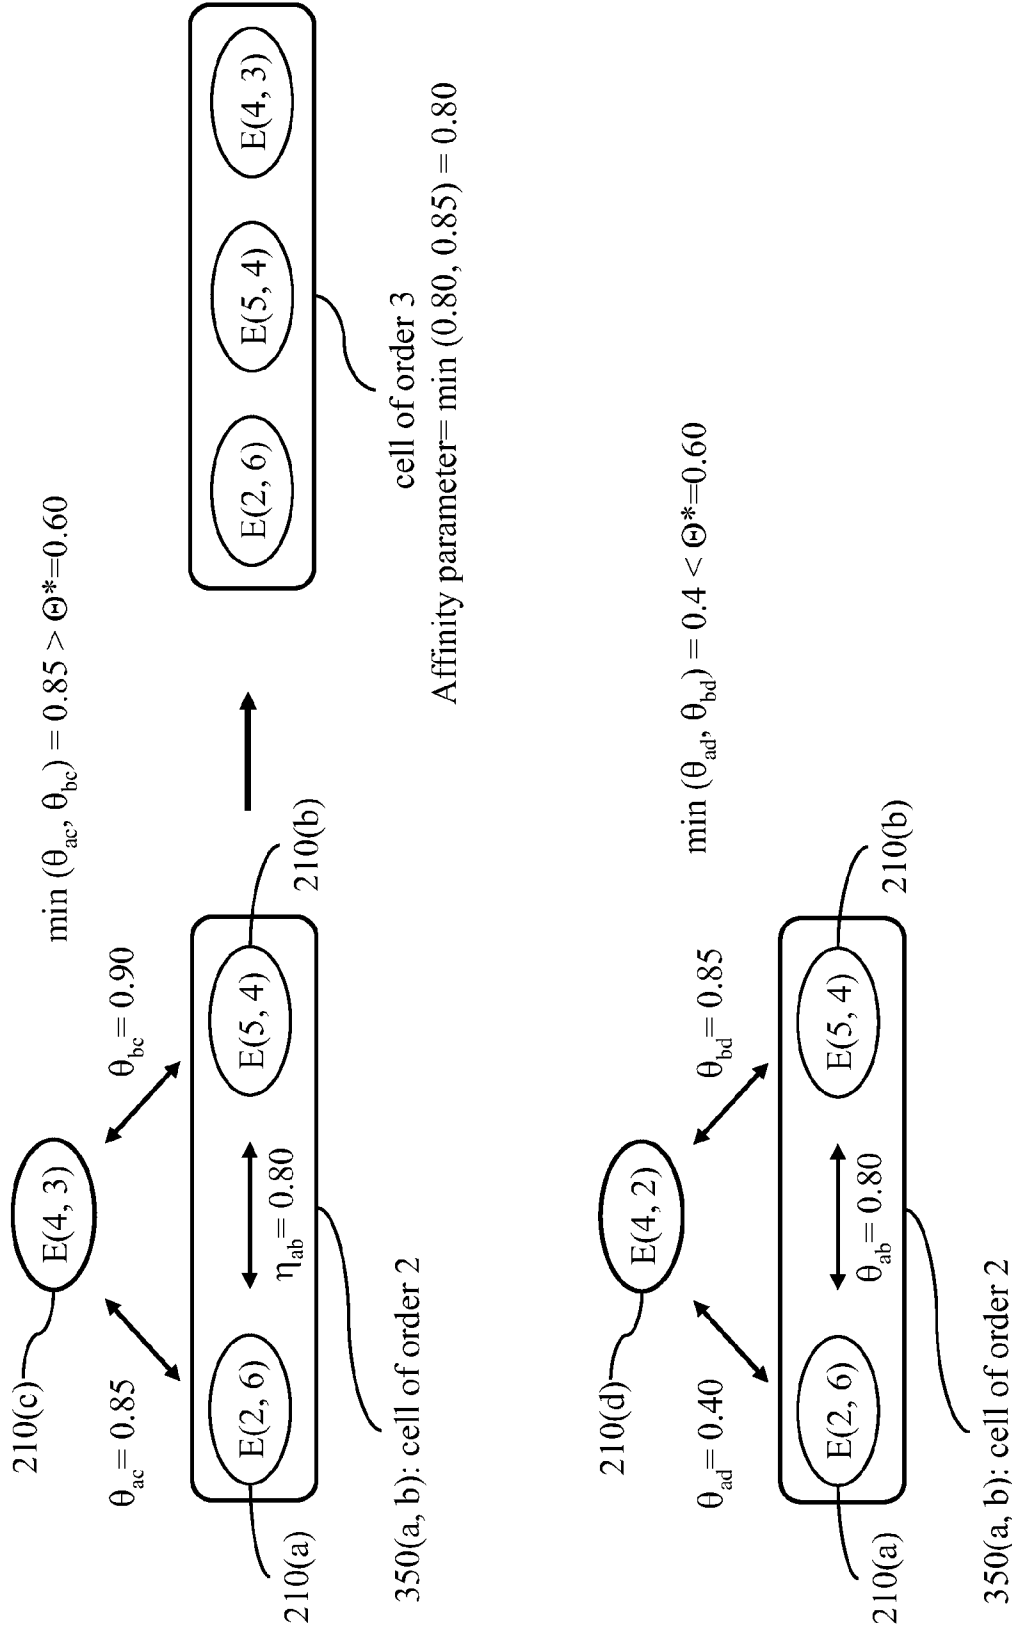 210(c)
E(4, 3)
min (θac, θbc) = 0.85 > Θ*=0.60
θac= 0.85
θbc= 0.90
E(2, 6)
E(5, 4)
E(2, 6)
E(5, 4)
E(4, 3)
ηab= 0.80
210(a)
210(b)
350(a, b): cell of order 2
cell of order 3
Affinity parameter= min (0.80, 0.85) = 0.80
210(d)
E(4, 2)
min (θad, θbd) = 0.4 < Θ*=0.60
θad= 0.40
θbd= 0.85
E(2, 6)
E(5, 4)
θab= 0.80
210(a)
210(b)
350(a, b): cell of order 2